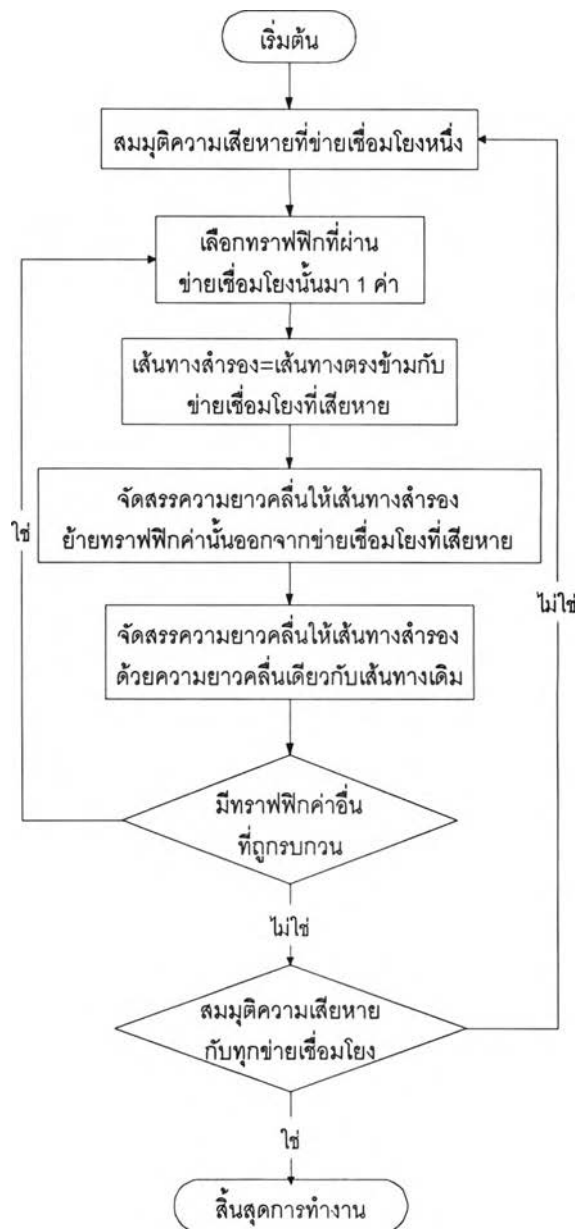 เริ่มต้น
สมมุติความเสียหายที่ข่ายเชื่อมโยงหนึ่ง
เลือกทราฟฟิกที่ผ่าน
ข่ายเชื่อมโยงนั้นมา 1 ค่า
เส้นทางสำรอง=เส้นทางตรงข้ามกับ
ข่ายเชื่อมโยงที่เสียหาย
จัดสรรความยาวคลื่นให้เส้นทางสำรอง
ย้ายทราฟฟิกค่านั้นออกจากข่ายเชื่อมโยงที่เสียหาย
ใช่
ไม่ใช่
จัดสรรความยาวคลื่นให้เส้นทางสำรอง
ด้วยความยาวคลื่นเดียวกับเส้นทางเดิม
มีทราฟฟิกค่าอื่น
ที่ถูกรบกวน
ไม่ใช่
สมมุติความเสียหาย
กับทุกข่ายเชื่อมโยง
ใช่
สิ้นสุดการทำงาน